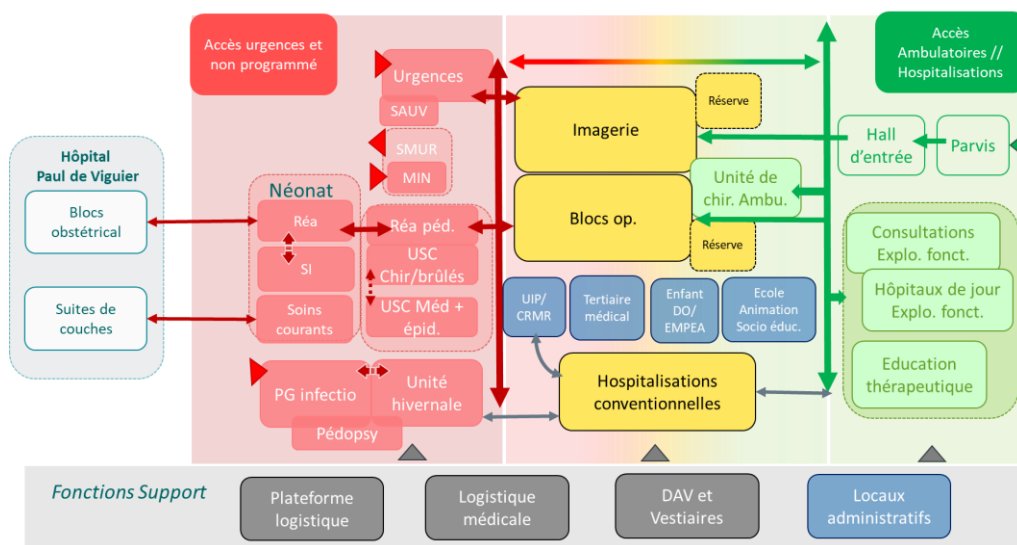 Accès urgences et
non programmé
Accès
Ambulatoires //
Hospitalisations
Urgences
SAUV
SMUR
MIN
Imagerie
Réserve
Hall
d'entrée
Parvis
Hôpital
Paul de Viguier
Blocs
obstétrical
Suites de
couches
Néonat
Réa
SI
Soins
courants
Réa péd.
USC
Chir/brûlés
USC Méd +
épid.
Blocs op.
Unité de
chir. Ambu.
Réserve
Consultations
Explo. fonct.
Hôpitaux de jour
Explo. fonct.
Education
thérapeutique
UIP/
CRMR
Tertiaire
médical
Enfant
DO/
EMPEA
Ecole
Animation
Socio éduc.
PG infectio
Unité
hivernale
Pédopsy
Hospitalisations
conventionnelles
Fonctions Support
Plateforme
logistique
Logistique
médicale
DAV et
Vestiaires
Locaux
administratifs